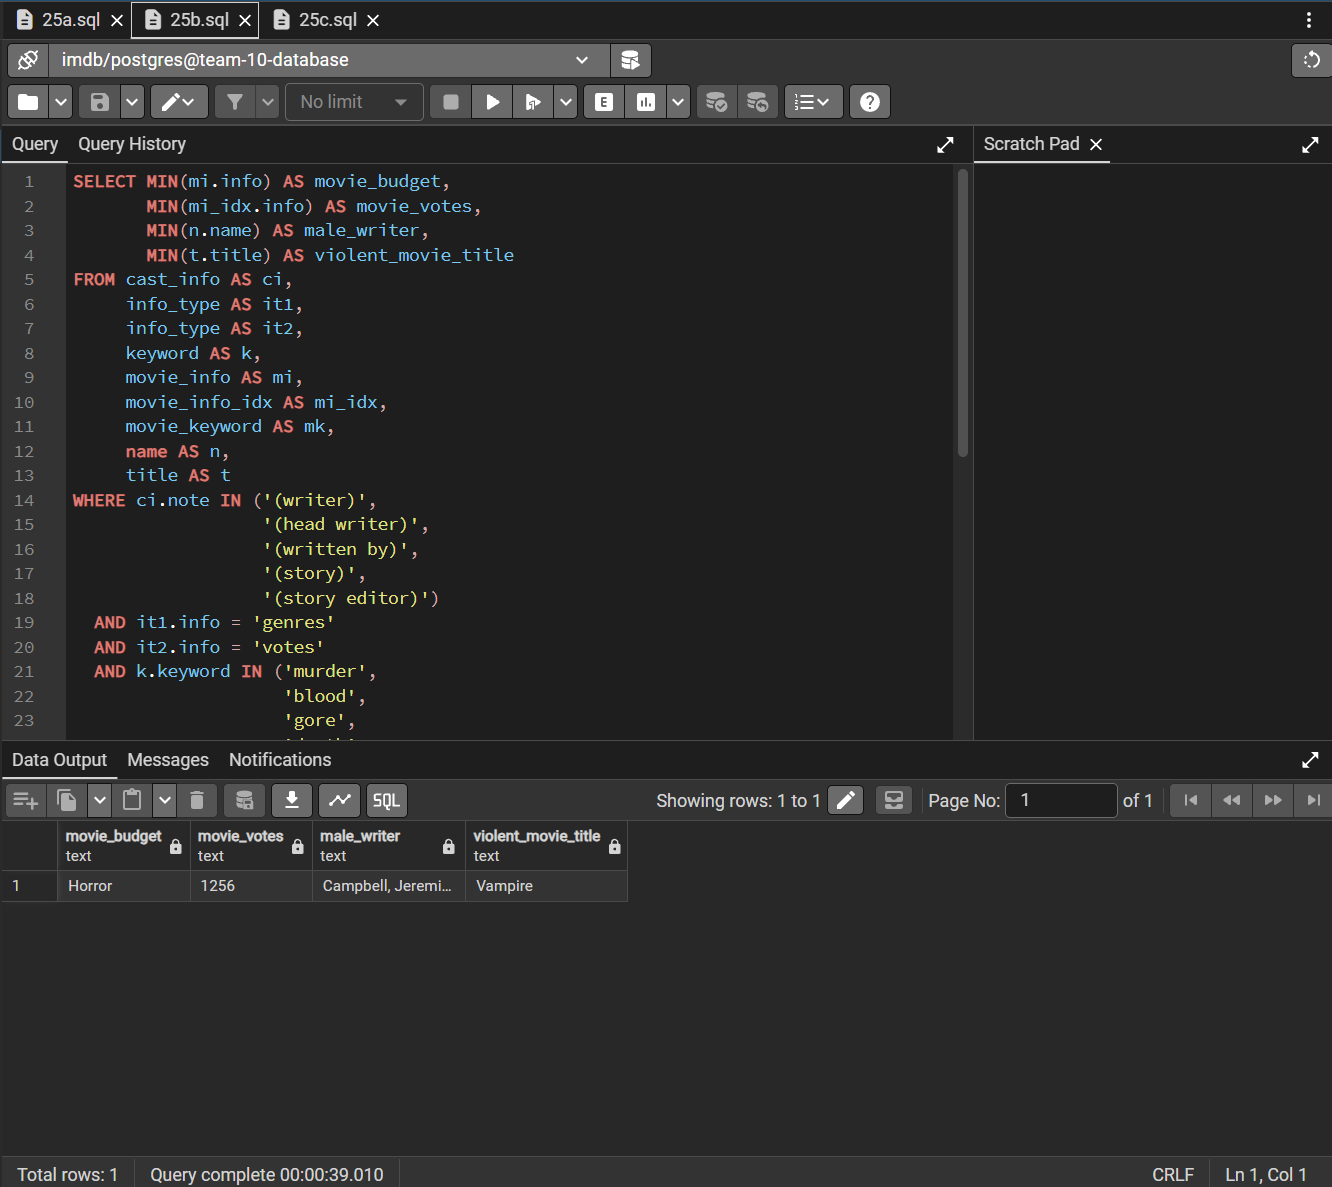 25a.sql 25b.sql 25c.sql
imdb/postgres@team-10-database
No limit E
Query Query History Scratch Pad
1 SELECT MIN(mi.info) AS movie_budget,
2 MIN(mi_idx.info) AS movie_votes,
3 MIN(n.name) AS male_writer,
4 MIN(t.title) AS violent_movie_title
5 FROM cast_info AS ci,
6 info_type AS it1,
7 info_type AS it2,
8 keyword AS k,
9 movie_info AS mi,
10 movie_info_idx AS mi_idx,
11 movie_keyword AS mk,
12 name AS n,
13 title AS t
14 WHERE ci.note IN ('(writer)',
15 '(head writer)',
16 '(written by)',
17 '(story)',
18 '(story editor)')
19 AND it1.info = 'genres'
20 AND it2.info = 'votes'
21 AND k.keyword IN ('murder',
22 'blood',
23 'gore',
Data Output Messages Notifications
SQL Showing rows: 1 to 1 Page No: 1 of 1
movie_budget movie_votes male_writer violent_movie_title
text text text text
1 Horror 1256 Campbell, Jeremi... Vampire
Total rows: 1 Query complete 00:00:39.010 CRLF Ln 1, Col 1